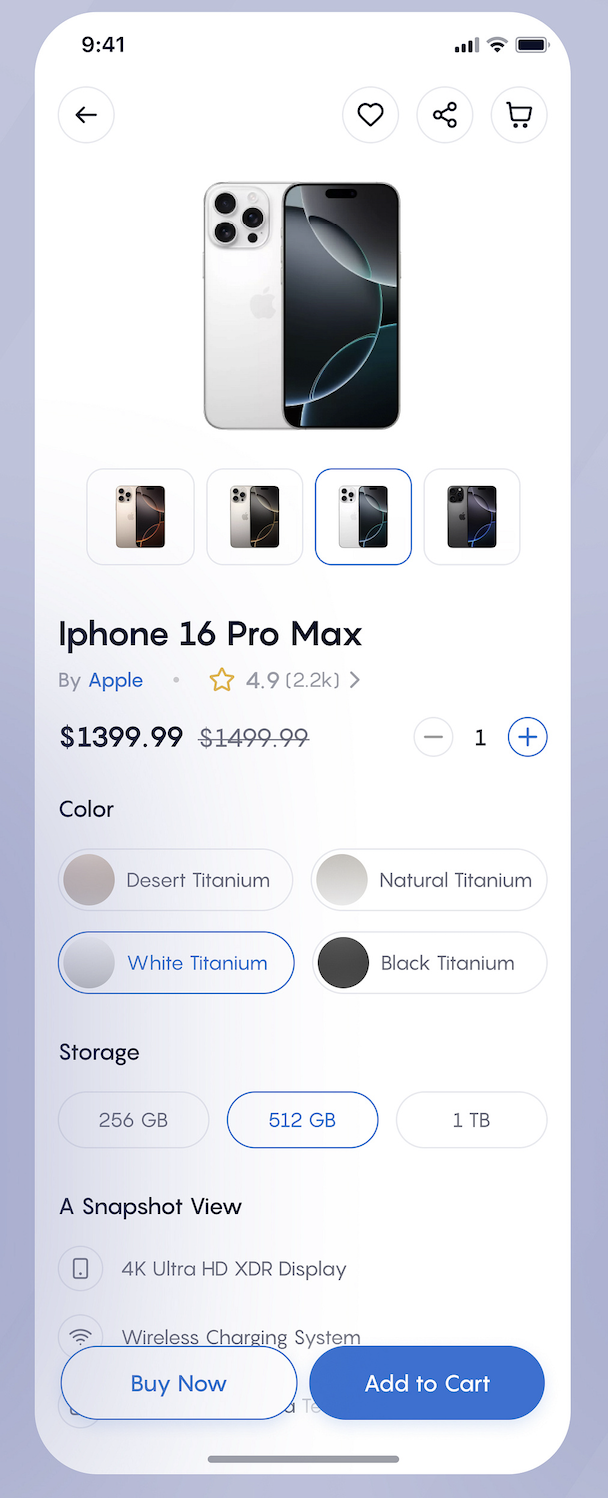 9:41
Iphone 16 Pro Max
By Apple • 4.9 (2.2k)
$1399.99 $1499.99 1
Color
Desert Titanium Natural Titanium
White Titanium Black Titanium
Storage
256 GB 512 GB 1 TB
A Snapshot View
4K Ultra HD XDR Display
Wireless Charging System
Buy Now Add to Cart